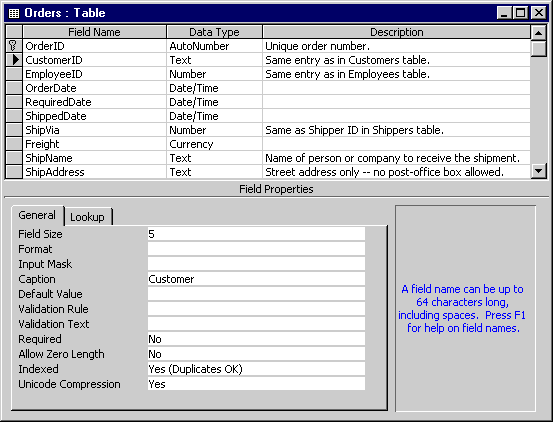 Orders : Table
Field Name Data Type Description
OrderID AutoNumber Unique order number.
CustomerID Text Same entry as in Customers table.
EmployeeID Number Same entry as in Employees table.
OrderDate Date/Time
RequiredDate Date/Time
ShippedDate Date/Time
ShipVia Number Same as Shipper ID in Shippers table.
Freight Currency
ShipName Text Name of person or company to receive the shipment.
ShipAddress Text Street address only -- no post-office box allowed.
Field Properties
General Lookup
Field Size 5
Format
Input Mask
Caption Customer
Default Value
Validation Rule
Validation Text
Required No
Allow Zero Length No
Indexed Yes (Duplicates OK)
Unicode Compression Yes
A field name can be up to
64 characters long,
including spaces. Press F1
for help on field names.